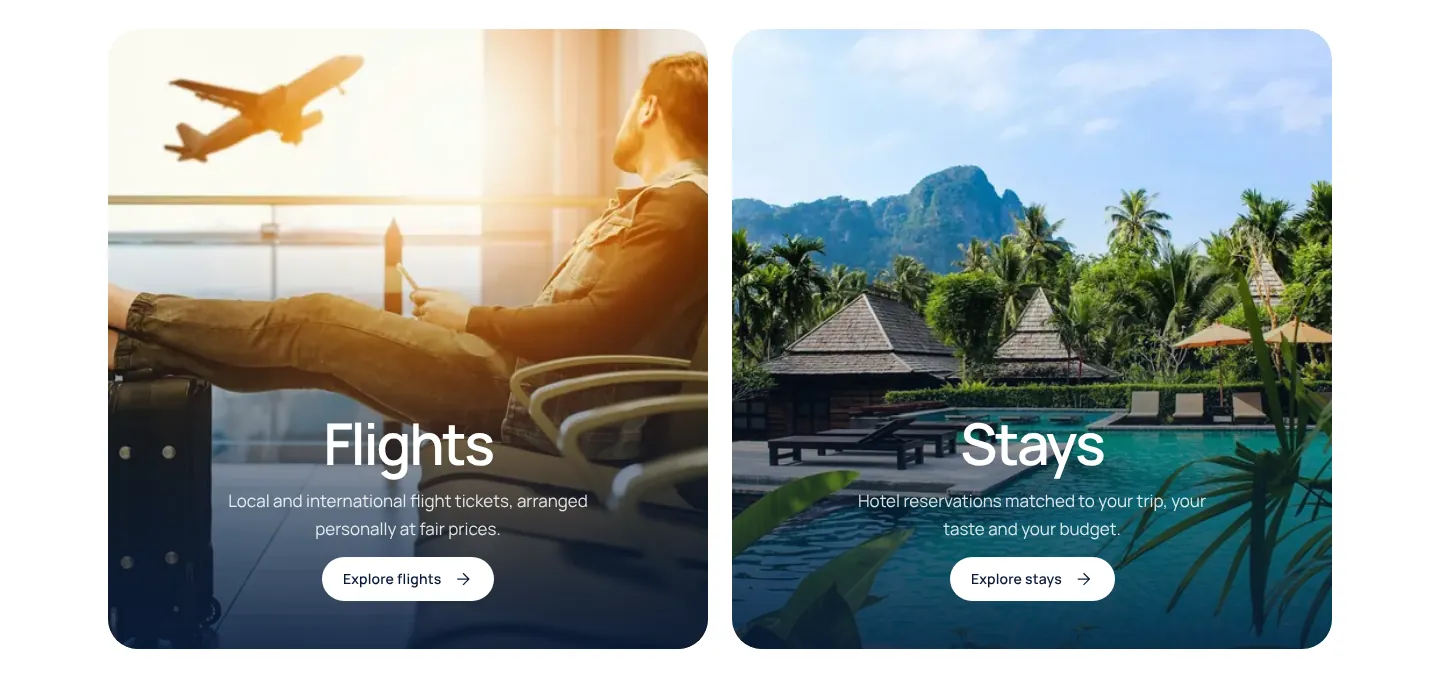 Flights
Local and international flight tickets, arranged
personally at fair prices.
Explore flights
Stays
Hotel reservations matched to your trip, your
taste and your budget.
Explore stays